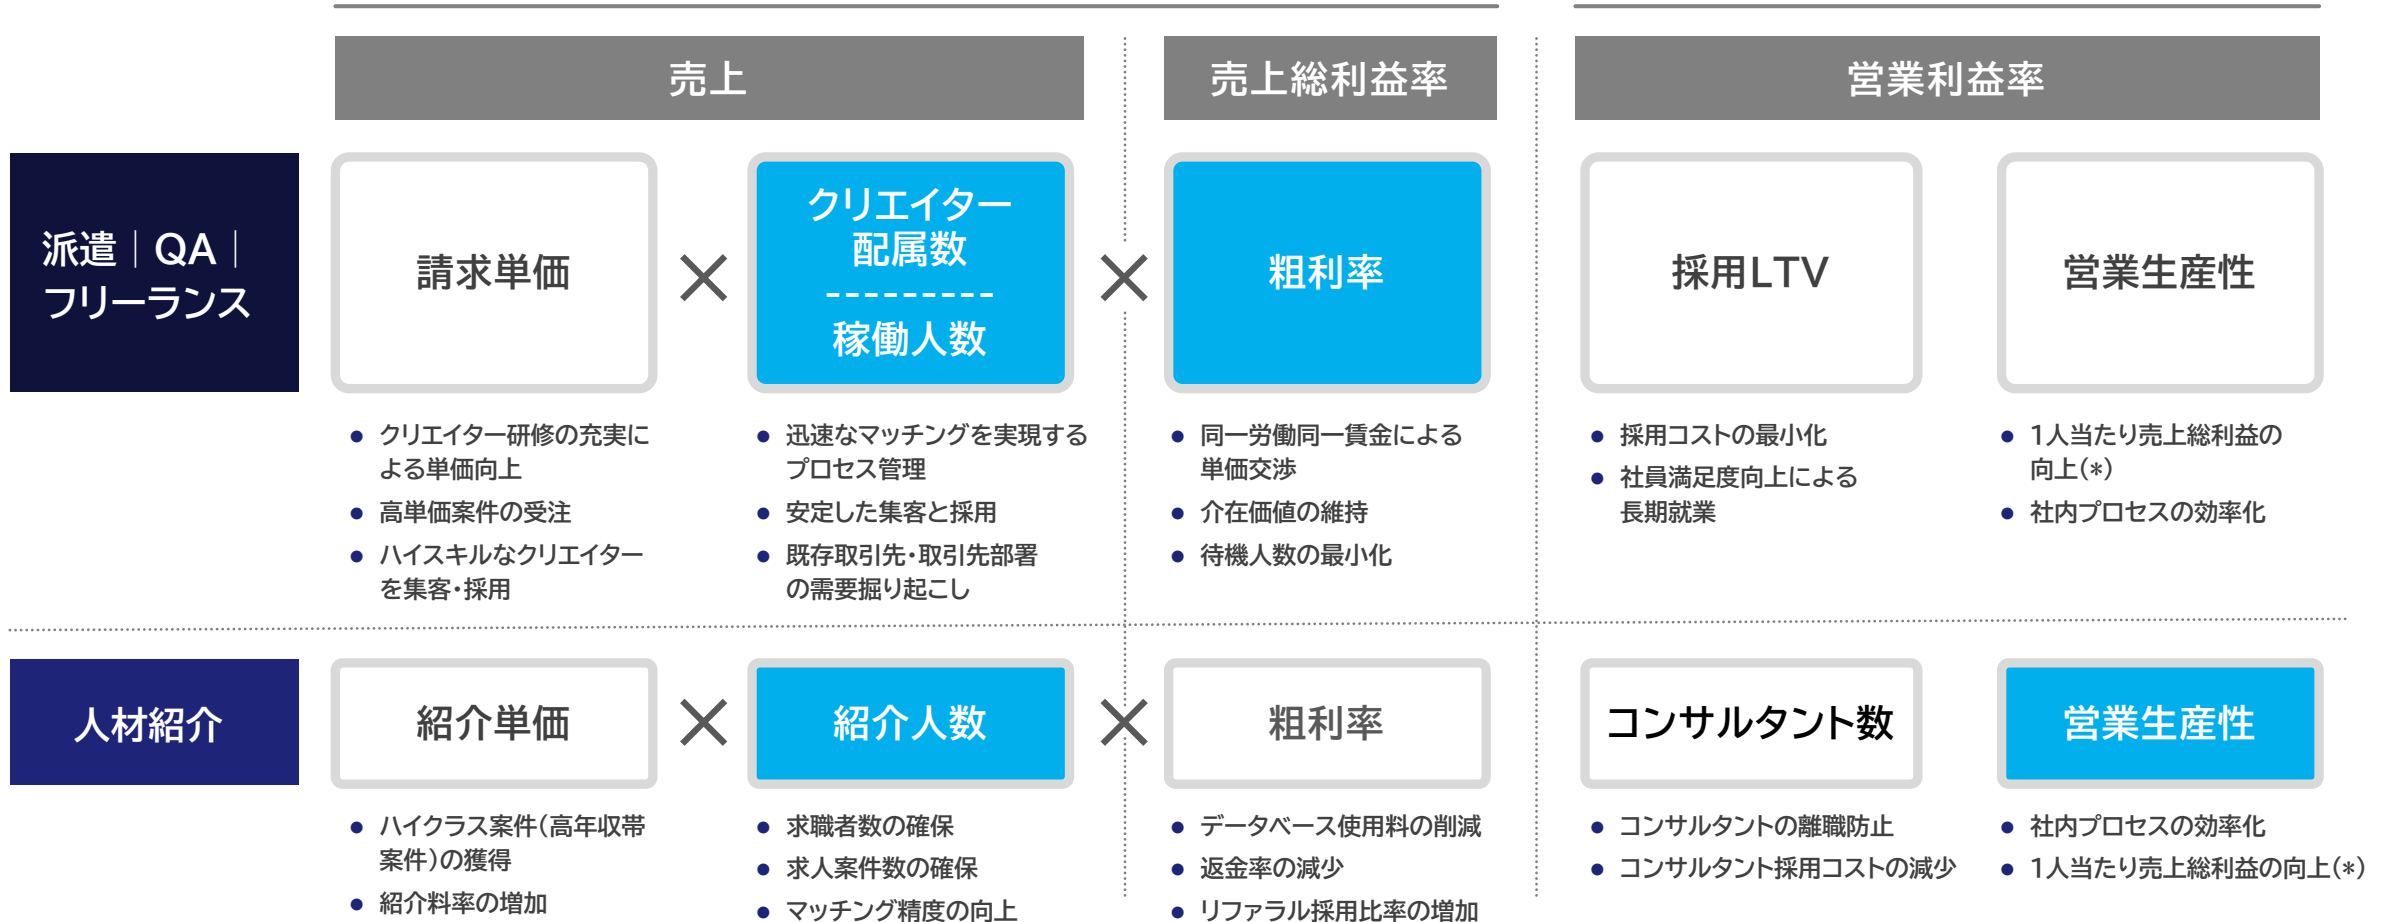 売上
売上総利益率
営業利益率
派遣｜QA｜
フリーランス
請求単価
×
クリエイター
配属数
---------
稼働人数
×
粗利率
採用LTV
営業生産性
● クリエイター研修の充実に
よる単価向上
● 高単価案件の受注
● ハイスキルなクリエイター
を集客・採用
● 迅速なマッチングを実現する
プロセス管理
● 安定した集客と採用
● 既存取引先・取引先部署
の需要掘り起こし
● 同一労働同一賃金による
単価交渉
● 介在価値の維持
● 待機人数の最小化
● 採用コストの最小化
● 社員満足度向上による
長期就業
● 1人当たり売上総利益の
向上(*)
● 社内プロセスの効率化
人材紹介
紹介単価
×
紹介人数
×
粗利率
コンサルタント数
営業生産性
● ハイクラス案件(高年収帯
案件)の獲得
● 紹介料率の増加
● 求職者数の確保
● 求人案件数の確保
● マッチング精度の向上
● データベース使用料の削減
● 返金率の減少
● リファラル採用比率の増加
● コンサルタントの離職防止
● コンサルタント採用コストの減少
● 社内プロセスの効率化
● 1人当たり売上総利益の向上(*)